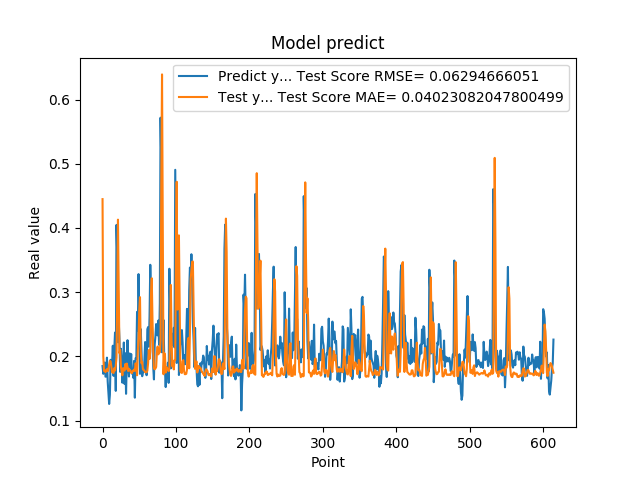 Model predict
Predict y... Test Score RMSE= 0.06294666051
Test y... Test Score MAE= 0.04023082047800499
Real value
0.6
0.5
0.4
0.3
0.2
0.1
0 100 200 300 400 500 600
Point